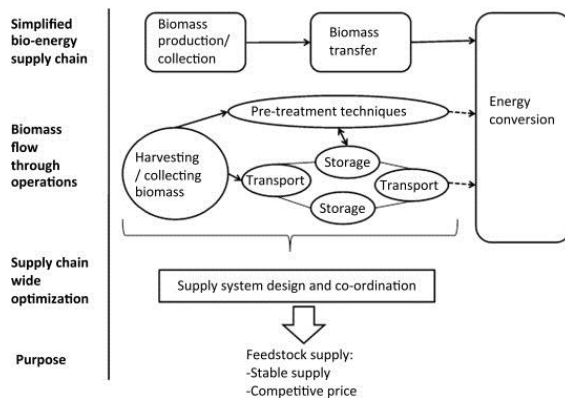 Simplified
bio-energy
supply chain
Biomass
production/
collection
Biomass
transfer
Energy
conversion
Biomass
flow
through
operations
Pre-treatment techniques
Harvesting
/ collecting
biomass
Storage
Transport
Transport
Storage
Supply chain
wide
optimization
Supply system design and co-ordination
Purpose
Feedstock supply:
-Stable supply
-Competitive price